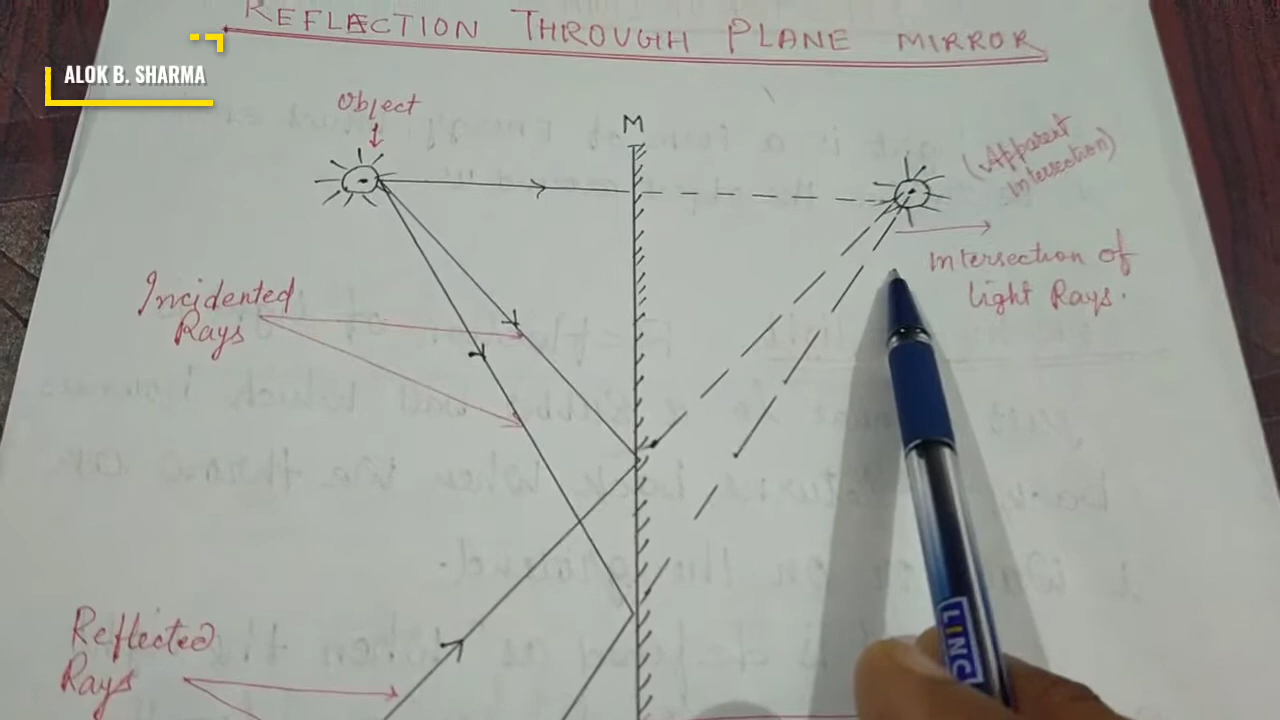 REFLECTION THROUGH PLANE MIRROR
ALOK B. SHARMA
Object
M
(Apparent
intersection)
Intersection of
light Rays.
Incidented
Rays
Reflected
Rays
LINC